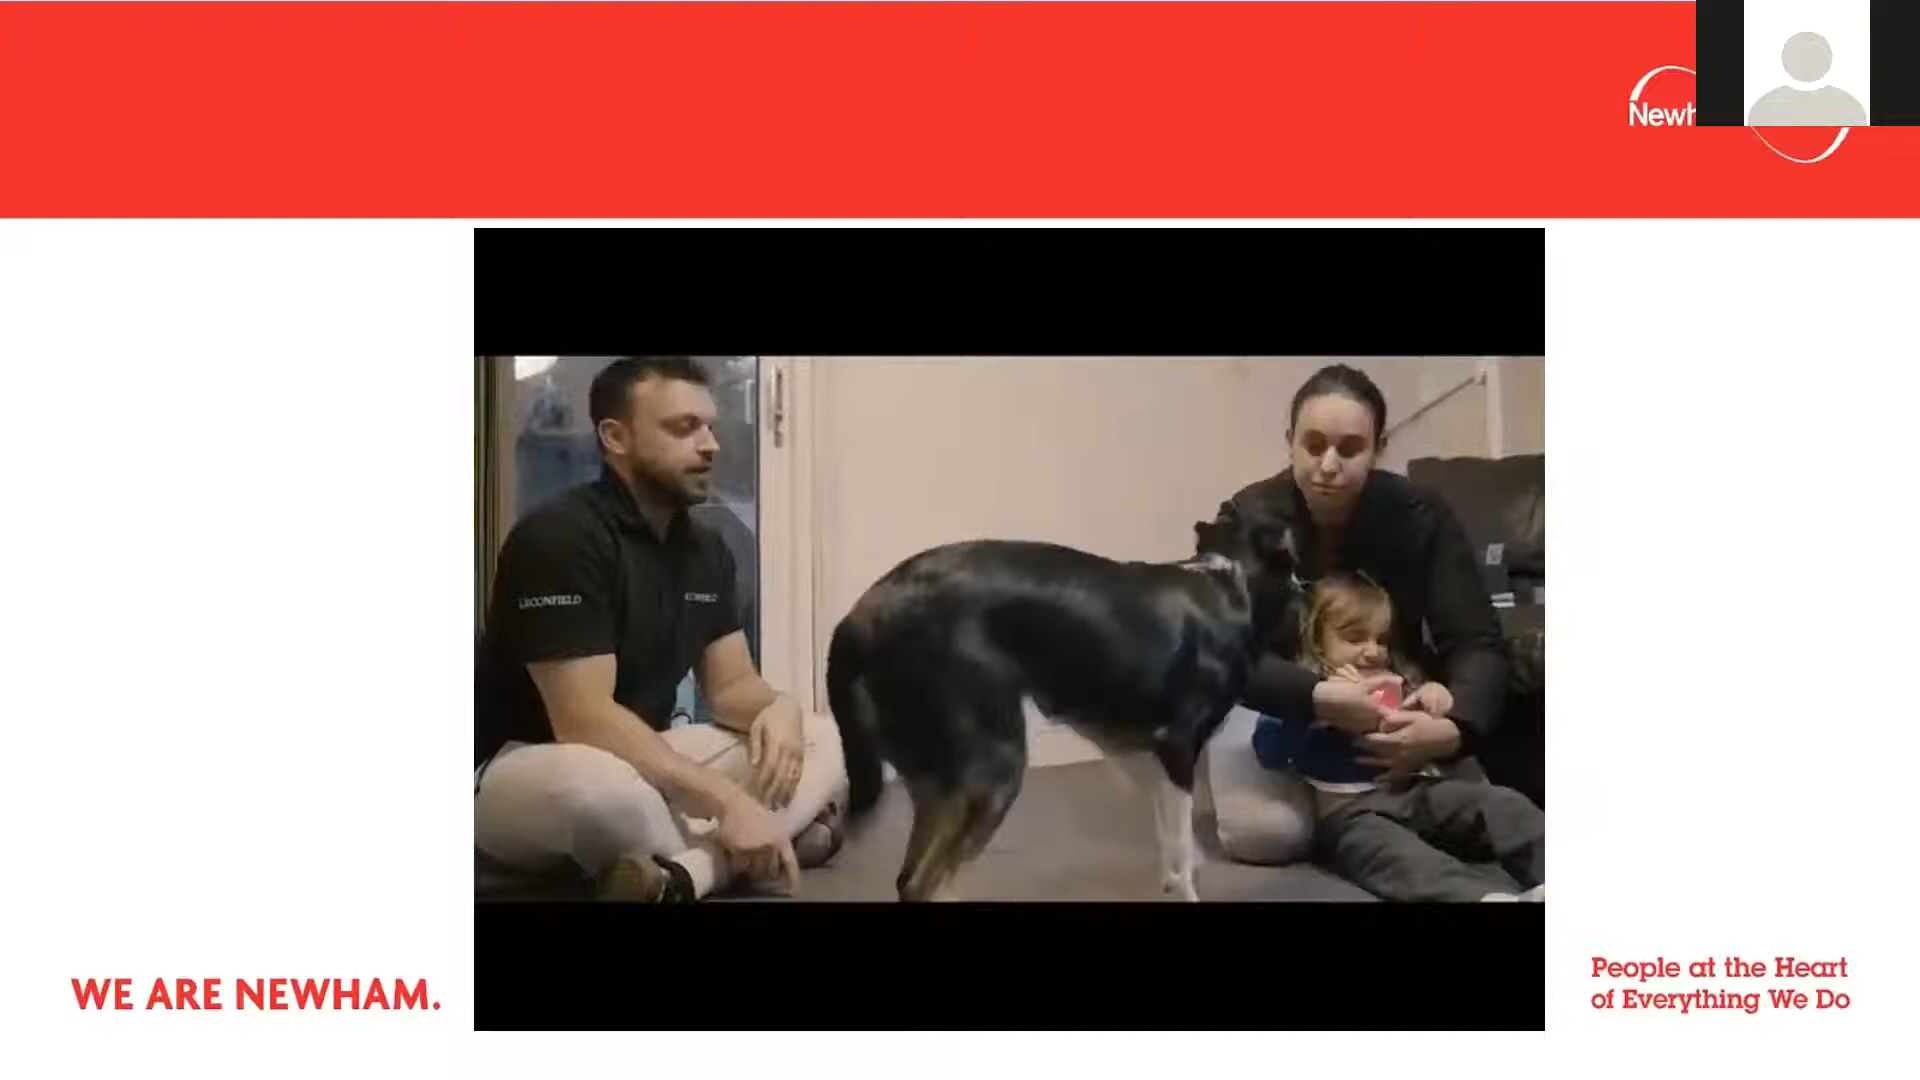 Newh
LECONFIELD
WE ARE NEWHAM.
People at the Heart
of Everything We Do